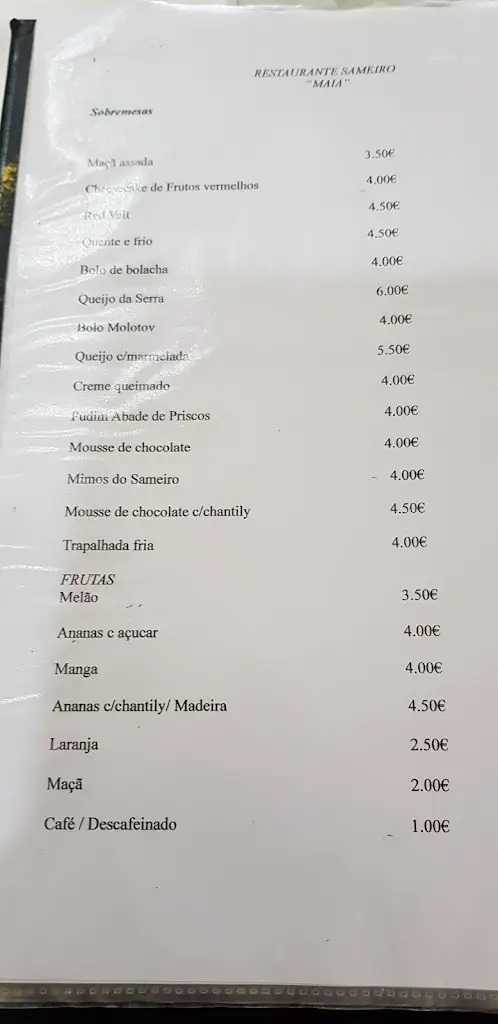 RESTAURANTE SAMEIRO
"MAIA"
Sobremesas
Maçã assada 3.50€
Cheesecake de Frutos vermelhos 4.00€
Red Velt 4.50€
Quente e frio 4.50€
Bolo de bolacha 4.00€
Queijo da Serra 6.00€
Bolo Molotov 4.00€
Queijo c/marmelada 5.50€
Creme queimado 4.00€
Pudim Abade de Priscos 4.00€
Mousse de chocolate 4.00€
Mimos do Sameiro 4.00€
Mousse de chocolate c/chantily 4.50€
Trapalhada fria 4.00€
FRUTAS
Melão 3.50€
Ananas c açucar 4.00€
Manga 4.00€
Ananas c/chantily/ Madeira 4.50€
Laranja 2.50€
Maçã 2.00€
Café / Descafeinado 1.00€